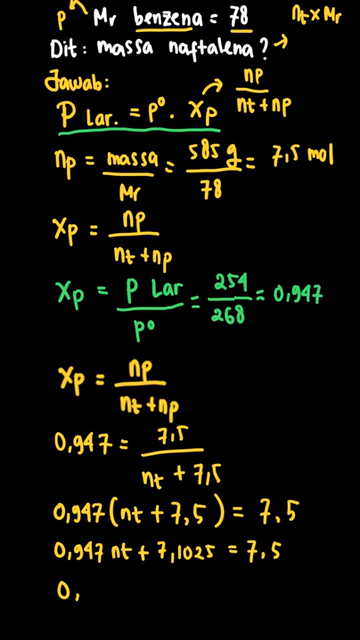 p Mr benzena = 78 nt x Mr
Dit : massa naftalena ? →
Jawab:
P Lar. = p° . Xp → np / nt + np
np = massa / Mr = 585 g / 78 = 7,5 mol
Xp = np / nt + np
Xp = P Lar / p° = 254 / 268 = 0,947
Xp = np / nt + np
0,947 = 7,5 / nt + 7,5
0,947 (nt + 7,5) = 7,5
0,947 nt + 7,1025 = 7,5
0,